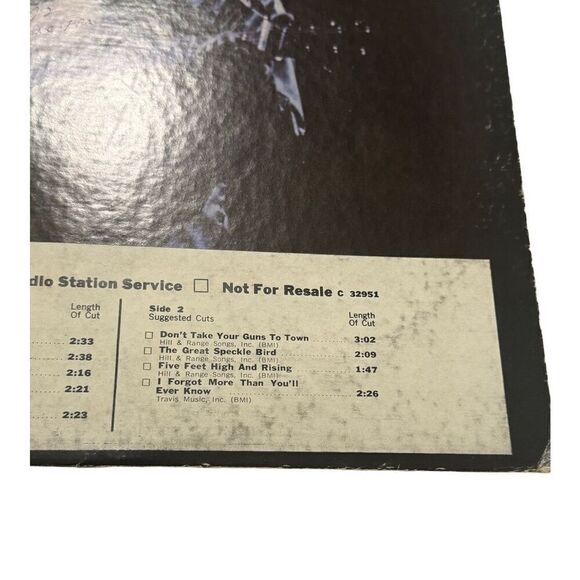 dio Station Service ☐ Not For Resale C 32951
Length
Of Cut
2:33
2:38
2:16
2:21
2:23
Side 2
Suggested Cuts
Length
Of Cut
☐ Don't Take Your Guns To Town 3:02
Hill & Range Songs, Inc. (BMI)
☐ The Great Speckle Bird 2:09
Hill & Range Songs, Inc. (BMI)
☐ Five Feet High And Rising 1:47
Hill & Range Songs, Inc. (BMI)
☐ I Forgot More Than You'll
Ever Know 2:26
Travis Music, Inc. (BMI)